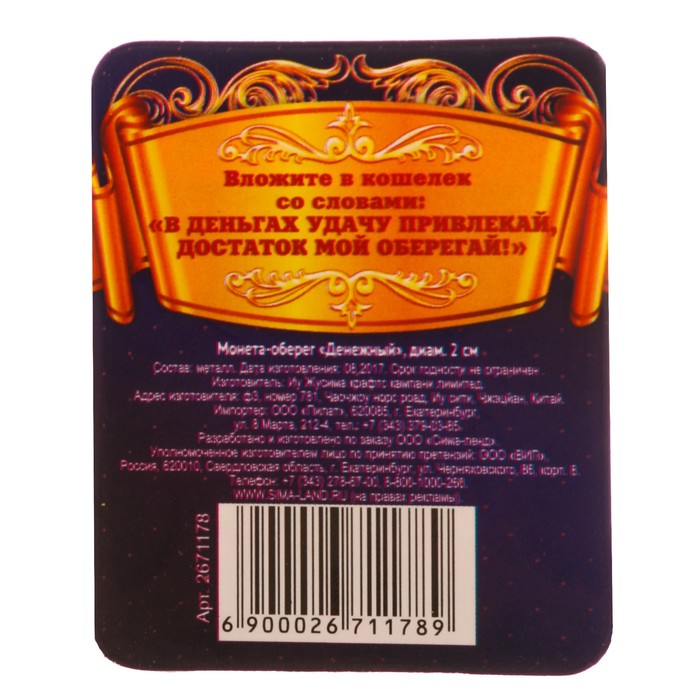 Вложите в кошелек
со словами:
«В ДЕНЬГАХ УДАЧУ ПРИВЛЕКАЙ,
ДОСТАТОК МОЙ ОБЕРЕГАЙ!»
Монета-оберег «Денежный», диам. 2 см
Состав: металл. Дата изготовления: 08,2017. Срок годности не ограничен.
Изготовитель: Иу Жусима крафтс кампани лимитед.
Адрес изготовителя: ф3, номер 781, Чаочжоу норс роад, Иу сити, Чжэцзян, Китай.
Импортер: ООО «Пилат», 620085, г. Екатеринбург,
ул. 8 Марта, 212-4, тел.: +7 (343) 379-03-85.
Разработано и изготовлено по заказу ООО «Сима-ленд».
Уполномоченное изготовителем лицо по принятию претензий: ООО «ВИП»,
Россия, 620010, Свердловская область, г. Екатеринбург, ул. Черняховского, 86, корп. 8.
Телефон: +7 (343) 278-67-00, 8-800-1000-256.
WWW.SIMA-LAND.RU (на правах рекламы).
Арт. 2671178
6 900026 711789